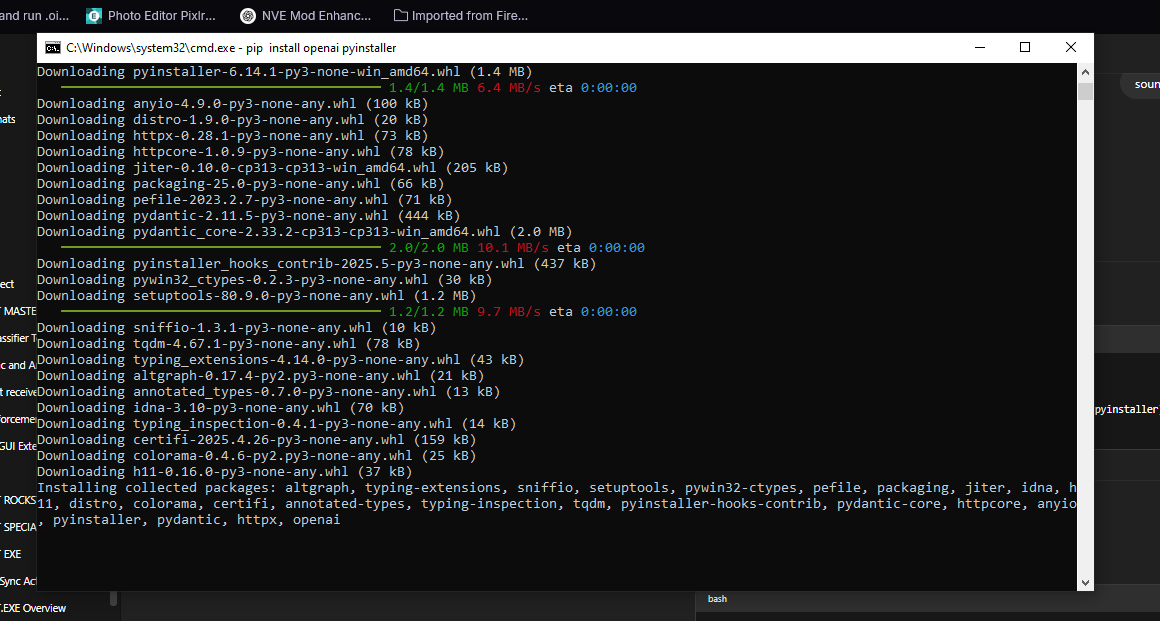 and run .oi...
Photo Editor Pixlr...
NVE Mod Enhanc...
Imported from Fire...
C:\Windows\system32\cmd.exe - pip  install openai pyinstaller
Downloading pyinstaller-6.14.1-py3-none-win_amd64.whl (1.4 MB)
1.4/1.4 MB 6.4 MB/s eta 0:00:00
Downloading anyio-4.9.0-py3-none-any.whl (100 kB)
Downloading distro-1.9.0-py3-none-any.whl (20 kB)
Downloading httpx-0.28.1-py3-none-any.whl (73 kB)
Downloading httpcore-1.0.9-py3-none-any.whl (78 kB)
Downloading jiter-0.10.0-cp313-cp313-win_amd64.whl (205 kB)
Downloading packaging-25.0-py3-none-any.whl (66 kB)
Downloading pefile-2023.2.7-py3-none-any.whl (71 kB)
Downloading pydantic-2.11.5-py3-none-any.whl (444 kB)
Downloading pydantic_core-2.33.2-cp313-cp313-win_amd64.whl (2.0 MB)
2.0/2.0 MB 10.1 MB/s eta 0:00:00
Downloading pyinstaller_hooks_contrib-2025.5-py3-none-any.whl (437 kB)
Downloading pywin32_ctypes-0.2.3-py3-none-any.whl (30 kB)
Downloading setuptools-80.9.0-py3-none-any.whl (1.2 MB)
1.2/1.2 MB 9.7 MB/s eta 0:00:00
Downloading sniffio-1.3.1-py3-none-any.whl (10 kB)
Downloading tqdm-4.67.1-py3-none-any.whl (78 kB)
Downloading typing_extensions-4.14.0-py3-none-any.whl (43 kB)
Downloading altgraph-0.17.4-py2.py3-none-any.whl (21 kB)
Downloading annotated_types-0.7.0-py3-none-any.whl (13 kB)
Downloading idna-3.10-py3-none-any.whl (70 kB)
Downloading typing_inspection-0.4.1-py3-none-any.whl (14 kB)
Downloading certifi-2025.4.26-py3-none-any.whl (159 kB)
Downloading colorama-0.4.6-py2.py3-none-any.whl (25 kB)
Downloading h11-0.16.0-py3-none-any.whl (37 kB)
Installing collected packages: altgraph, typing-extensions, sniffio, setuptools, pywin32-ctypes, pefile, packaging, jiter, idna, h
11, distro, colorama, certifi, annotated-types, typing-inspection, tqdm, pyinstaller-hooks-contrib, pydantic-core, httpcore, anyio
, pyinstaller, pydantic, httpx, openai
ats
ect
MASTE
ssifier T
c and A
t receive
orceme
GUI Exte
ROCKS
SPECIA
EXE
Sync Act
.EXE Overview
soun
pyinstaller
bash